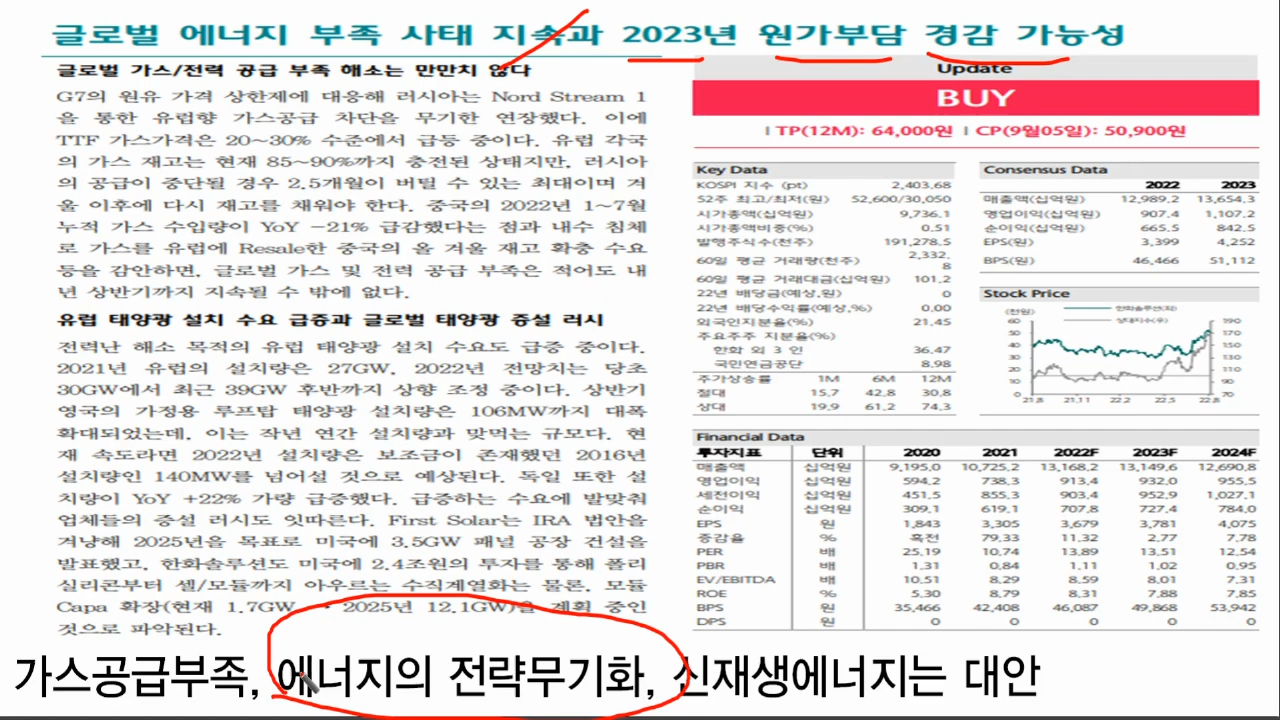 글로벌 에너지 부족 사태 지속과 2023년 원가부담 경감 가능성
글로벌 가스/전력 공급 부족 해소는 만만치 않다
G7의 원유 가격 상한제에 대응해 러시아는 Nord Stream 1
을 통한 유럽향 가스공급 차단을 무기한 연장했다. 이에
TTF 가스가격은 20~30% 수준에서 급등 중이다. 유럽 각국
의 가스 재고는 현재 85~90%까지 충전된 상태지만, 러시아
의 공급이 중단될 경우 2.5개월이 버틸 수 있는 최대이며 겨
울 이후에 다시 재고를 채워야 한다. 중국의 2022년 1~7월
누적 가스 수입량이 YoY -21% 급감했다는 점과 내수 침체
로 가스를 유럽에 Resale한 중국의 올 겨울 재고 확충 수요
등을 감안하면, 글로벌 가스 및 전력 공급 부족은 적어도 내
년 상반기까지 지속될 수 밖에 없다.
유럽 태양광 설치 수요 급증과 글로벌 태양광 증설 러시
전력난 해소 목적의 유럽 태양광 설치 수요도 급증 중이다.
2021년 유럽의 설치량은 27GW, 2022년 전망치는 당초
30GW에서 최근 39GW 후반까지 상향 조정 중이다. 상반기
영국의 가정용 루프탑 태양광 설치량은 106MW까지 대폭
확대되었는데, 이는 작년 연간 설치량과 맞먹는 규모다. 현
재 속도라면 2022년 설치량은 보조금이 존재했던 2016년
설치량인 140MW를 넘어설 것으로 예상된다. 독일 또한 설
치량이 YoY +22% 가량 급증했다. 급증하는 수요에 발맞춰
업체들의 증설 러시도 잇따른다. First Solar는 IRA 법안을
겨냥해 2025년을 목표로 미국에 3.5GW 패널 공장 건설을
발표했고, 한화솔루션도 미국에 2.4조원의 투자를 통해 폴리
실리콘부터 셀/모듈까지 아우르는 수직계열화는 물론, 모듈
Capa 확장(현재 1.7GW → 2025년 12.1GW)을 계획 중인
것으로 파악된다.
Update
BUY
| TP(12M): 64,000원 | CP(9월05일): 50,900원
Key Data
KOSPI 지수 (pt) 2,403.68
52주 최고/최저(원) 52,600/30,050
시가총액(십억원) 9,736.1
시가총액비중(%) 0.51
발행주식수(천주) 191,278.5
60일 평균 거래량(천주) 2,332.8
60일 평균 거래대금(십억원) 101.2
22년 배당금(예상,원) 0
22년 배당수익률(예상,%) 0.00
외국인지분율(%) 21.45
주요주주 지분율(%)
한화 외 3 인 36.47
국민연금공단 8.98
주가상승률 1M 6M 12M
절대 15.7 42.8 30.8
상대 19.9 61.2 74.3
Consensus Data
2022 2023
매출액(십억원) 12,989.2 13,654.3
영업이익(십억원) 907.4 1,107.2
순이익(십억원) 665.5 842.5
EPS(원) 3,399 4,252
BPS(원) 46,466 51,112
Stock Price
(천원) 한화솔루션(좌)
상대지수(우)
60 190
50 170
40 150
30 130
20 110
10 90
0 70
21.8 21.11 22.2 22.5 22.8
Financial Data
투자지표 단위 2020 2021 2022F 2023F 2024F
매출액 십억원 9,195.0 10,725.2 13,168.2 13,149.6 12,690.8
영업이익 십억원 594.2 738.3 913.4 932.0 955.5
세전이익 십억원 451.5 855.3 903.4 952.9 1,027.1
순이익 십억원 309.1 619.1 707.8 727.4 784.0
EPS 원 1,843 3,305 3,679 3,781 4,075
증감율 % 흑전 79.33 11.32 2.77 7.78
PER 배 25.19 10.74 13.89 13.51 12.54
PBR 배 1.31 0.84 1.11 1.02 0.95
EV/EBITDA 배 10.51 8.29 8.59 8.01 7.31
ROE % 5.30 8.79 8.31 7.88 7.85
BPS 원 35,466 42,408 46,087 49,868 53,942
DPS 원 0 0 0 0 0
가스공급부족, 에너지의 전략무기화, 신재생에너지는 대안